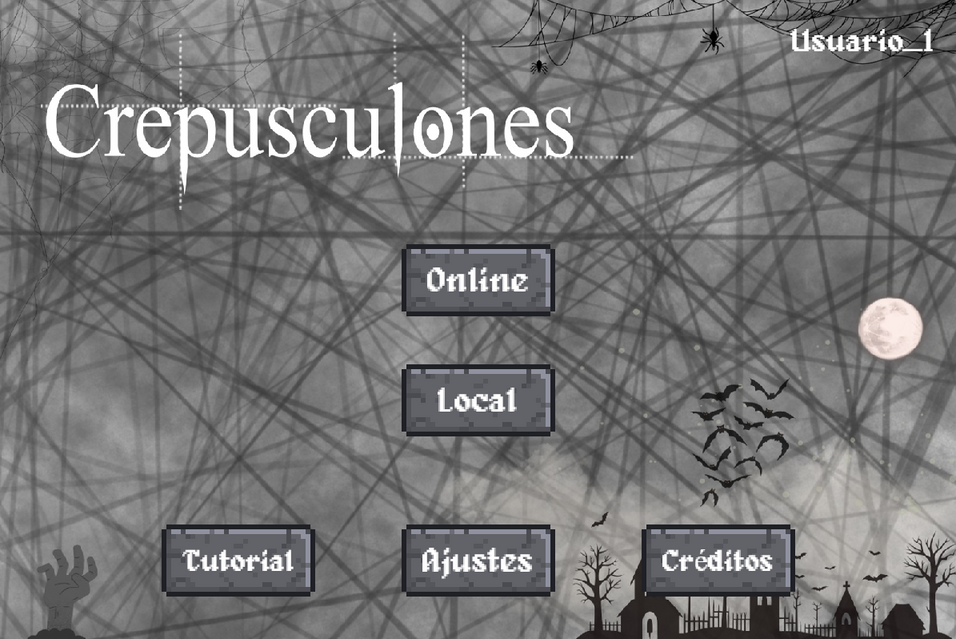 Usuario_1
Crepusculones
Online
Local
Tutorial
Ajustes
Créditos